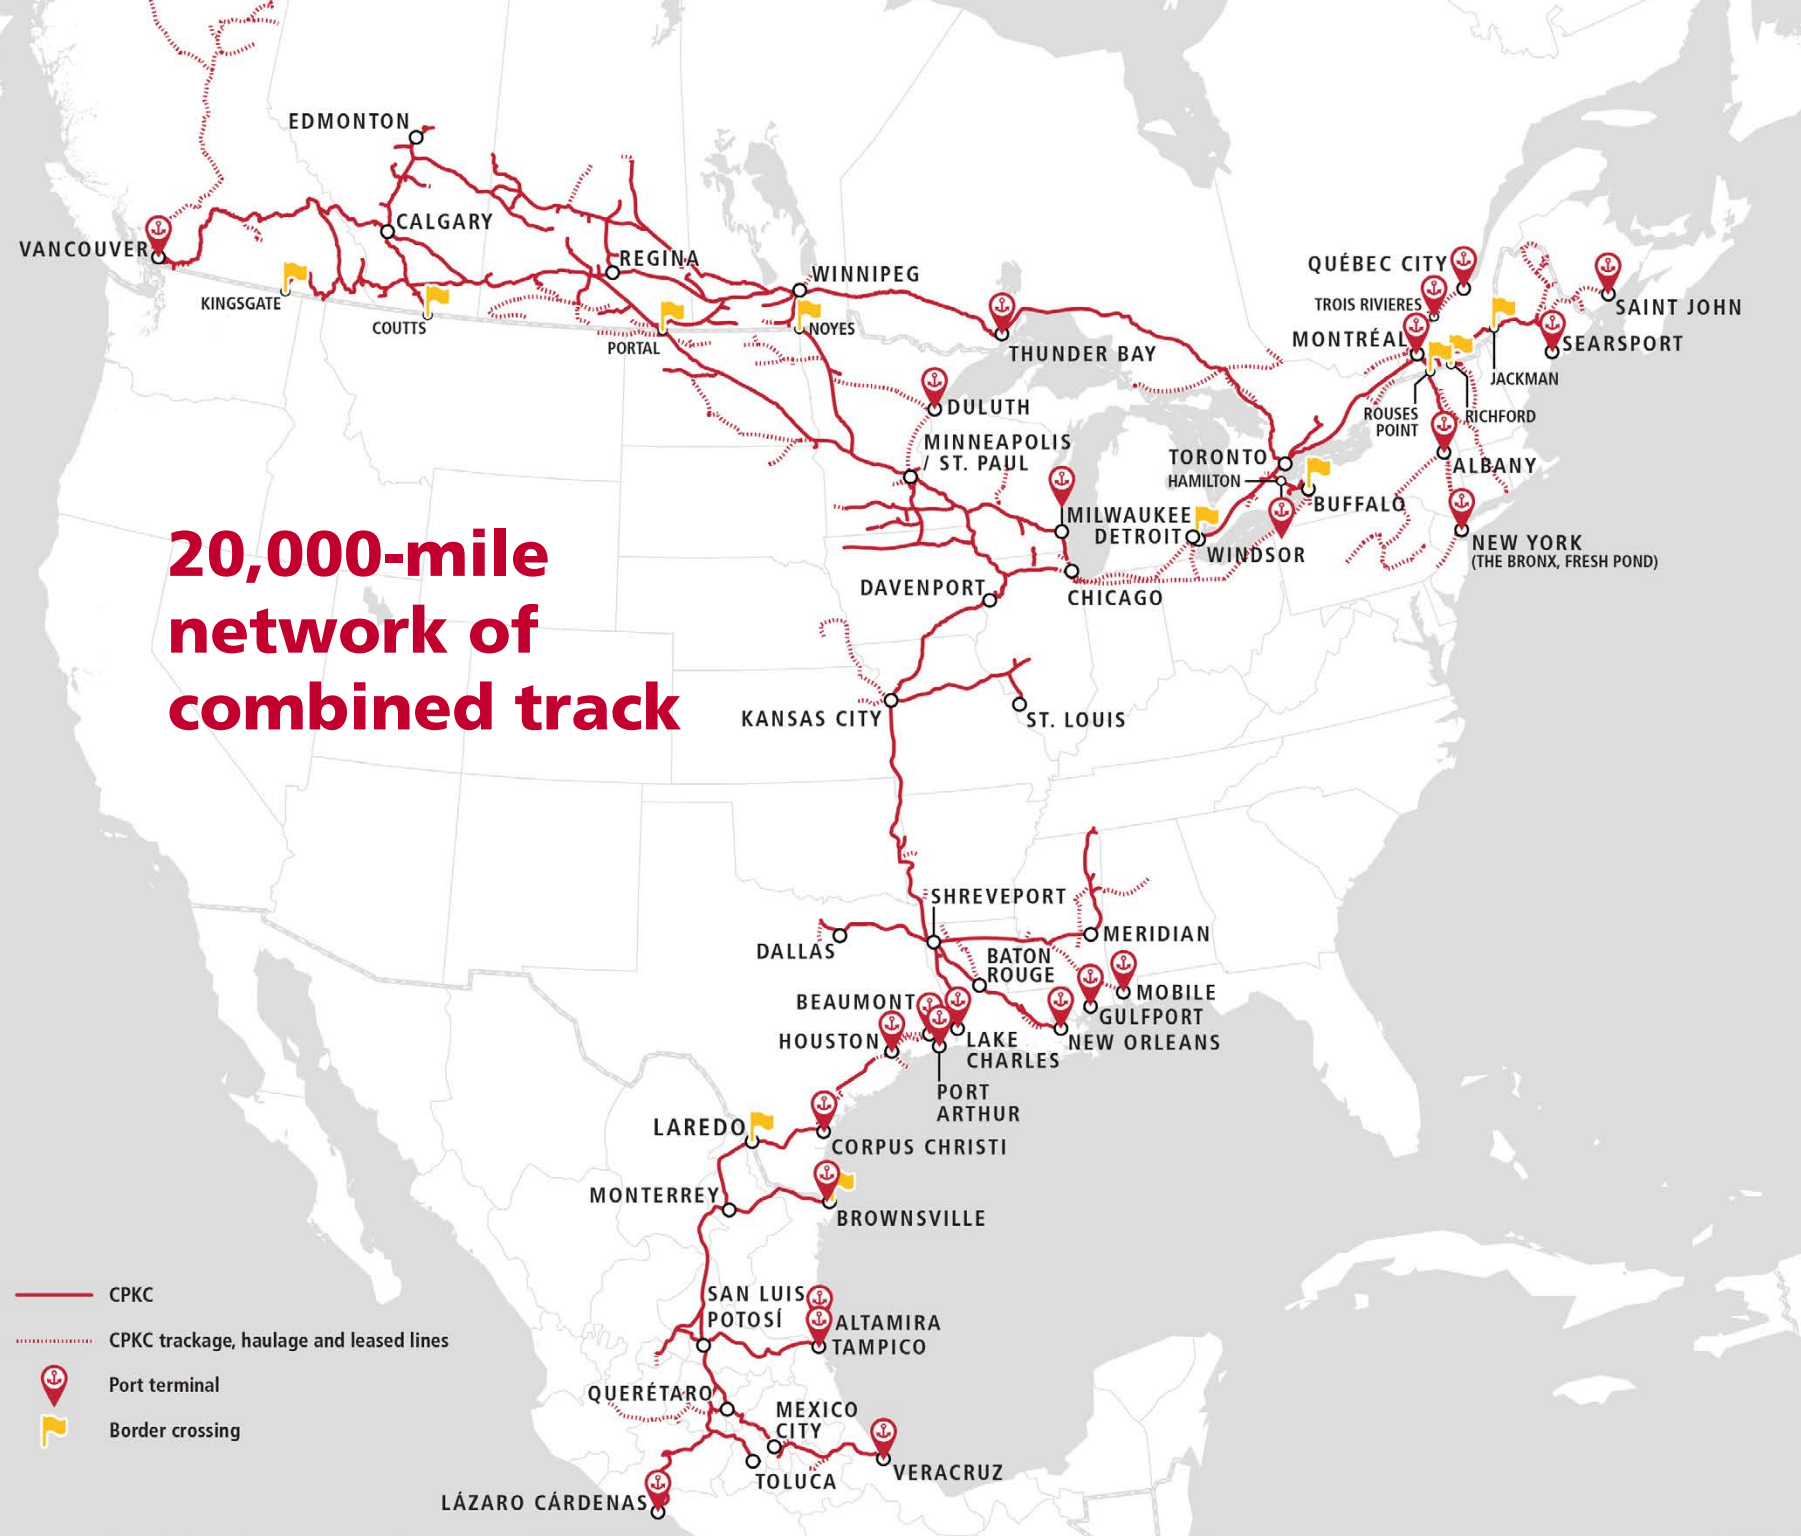 EDMONTON
CALGARY
VANCOUVER
REGINA
WINNIPEG
KINGSGATE
COUTTS
PORTAL
NOYES
THUNDER BAY
DULUTH
MINNEAPOLIS
/ ST. PAUL
QUÉBEC CITY
TROIS RIVIERES
MONTRÉAL
SAINT JOHN
SEARSPORT
JACKMAN
ROUSES
POINT
RICHFORD
TORONTO
HAMILTON
ALBANY
BUFFALO
MILWAUKEE
DETROIT
WINDSOR
NEW YORK
(THE BRONX, FRESH POND)
20,000-mile
network of
combined track
DAVENPORT
CHICAGO
KANSAS CITY
ST. LOUIS
SHREVEPORT
DALLAS
MERIDIAN
BATON
ROUGE
BEAUMONT
MOBILE
GULFPORT
HOUSTON
LAKE
CHARLES
NEW ORLEANS
PORT
ARTHUR
LAREDO
CORPUS CHRISTI
MONTERREY
BROWNSVILLE
SAN LUIS
POTOSÍ
ALTAMIRA
TAMPICO
QUERÉTARO
MEXICO
CITY
TOLUCA
VERACRUZ
LÁZARO CÁRDENAS
CPKC
CPKC trackage, haulage and leased lines
Port terminal
Border crossing